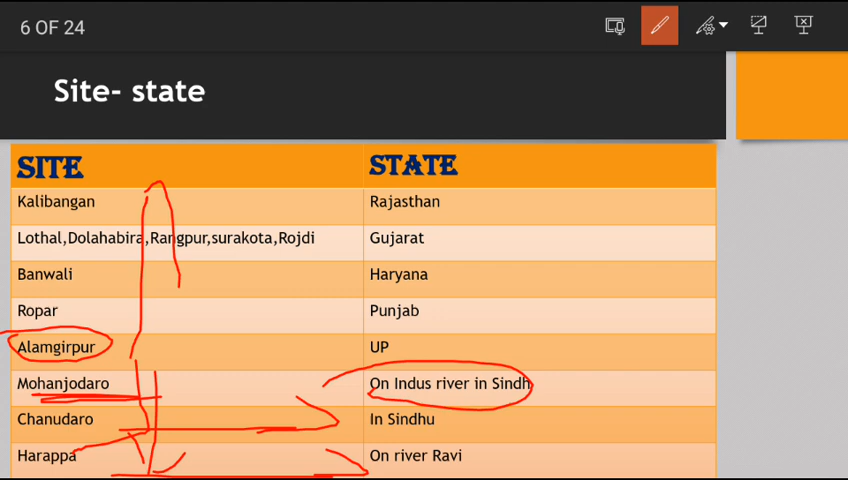 6 OF 24
Site- state
SITE STATE
Kalibangan Rajasthan
Lothal,Dolahabira,Rangpur,surakota,Rojdi Gujarat
Banwali Haryana
Ropar Punjab
Alamgirpur UP
Mohanjodaro On Indus river in Sindh
Chanudaro In Sindhu
Harappa On river Ravi